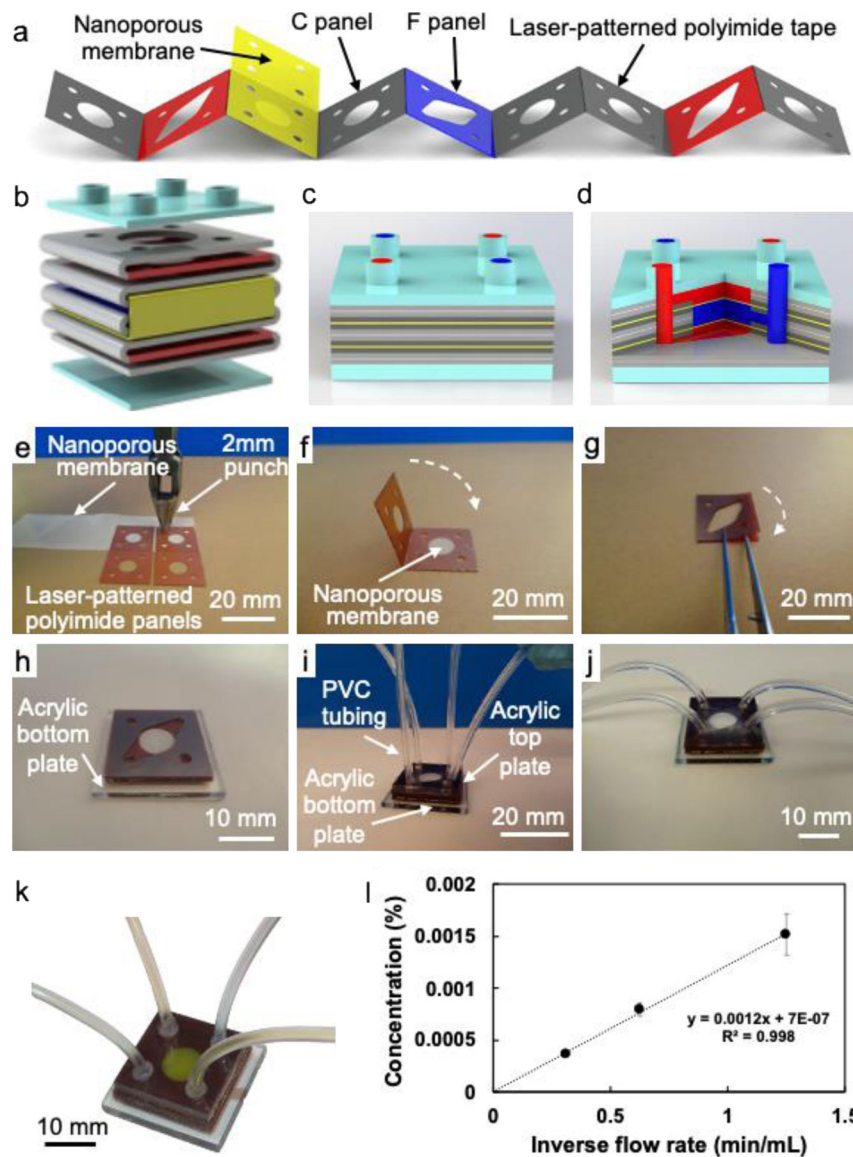 a
Nanoporous
membrane
C panel
F panel
Laser-patterned polyimide tape
b
c
d
e
Nanoporous
membrane
2mm
punch
Laser-patterned
polyimide panels
20 mm
f
Nanoporous
membrane
20 mm
g
20 mm
h
Acrylic
bottom
plate
10 mm
i
PVC
tubing
Acrylic
top
plate
Acrylic
bottom
plate
20 mm
j
10 mm
k
10 mm
l
Concentration (%)
0.002
0.0015
0.001
0.0005
0
y = 0.0012x + 7E-07
R² = 0.998
0
0.5
1
1.5
Inverse flow rate (min/mL)